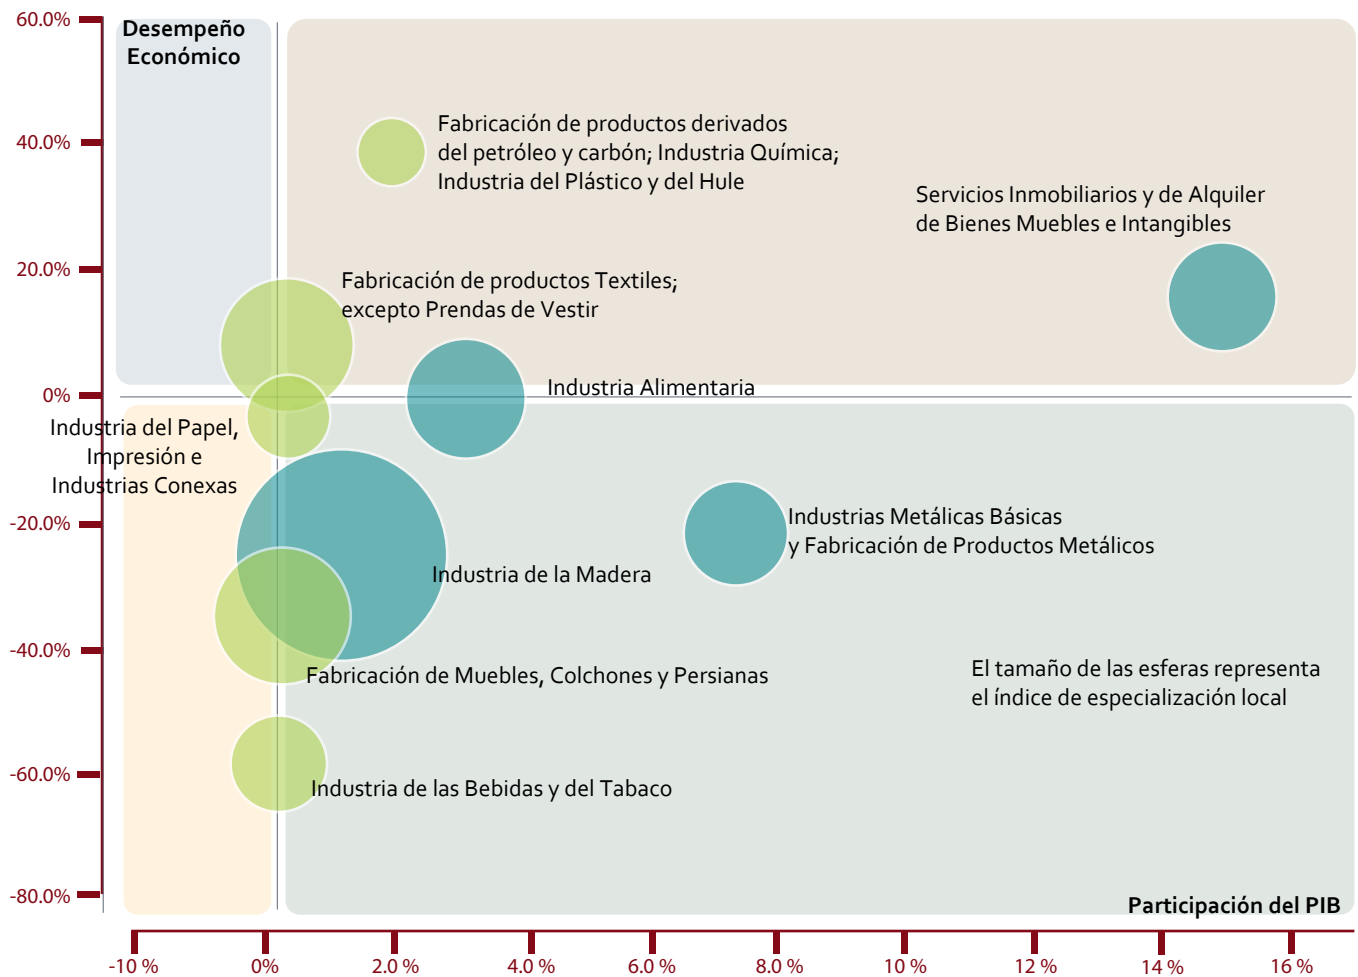 60.0%
Desempeño
Económico
40.0%
Fabricación de productos derivados
del petróleo y carbón; Industria Química;
Industria del Plástico y del Hule
Servicios Inmobiliarios y de Alquiler
de Bienes Muebles e Intangibles
20.0%
Fabricación de productos Textiles;
excepto Prendas de Vestir
0%
Industria Alimentaria
Industria del Papel,
Impresión e
Industrias Conexas
-20.0%
Industrias Metálicas Básicas
y Fabricación de Productos Metálicos
Industria de la Madera
-40.0%
Fabricación de Muebles, Colchones y Persianas
El tamaño de las esferas representa
el índice de especialización local
-60.0%
Industria de las Bebidas y del Tabaco
-80.0%
Participación del PIB
-10 % 0% 2.0 % 4.0 % 6.0 % 8.0 % 10 % 12 % 14 % 16 %